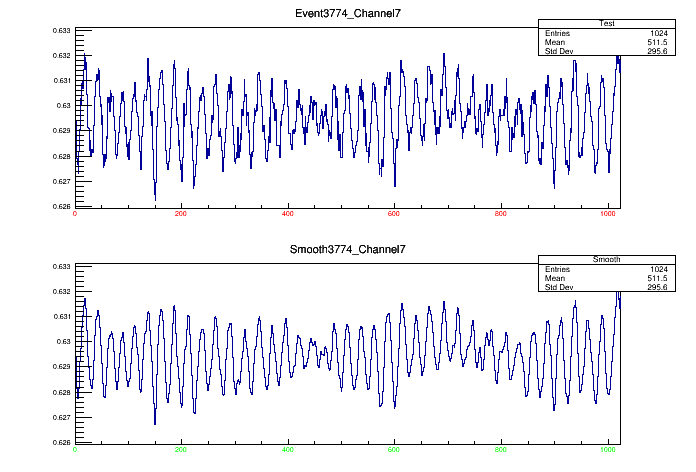 Event3774_Channel7
Test
Entries 1024
Mean 511.5
Std Dev 295.6
0.633
0.632
0.631
0.63
0.629
0.628
0.627
0.626
0 200 400 600 800 1000
Smooth3774_Channel7
Smooth
Entries 1024
Mean 511.5
Std Dev 295.6
0.633
0.632
0.631
0.63
0.629
0.628
0.627
0.626
0 200 400 600 800 1000